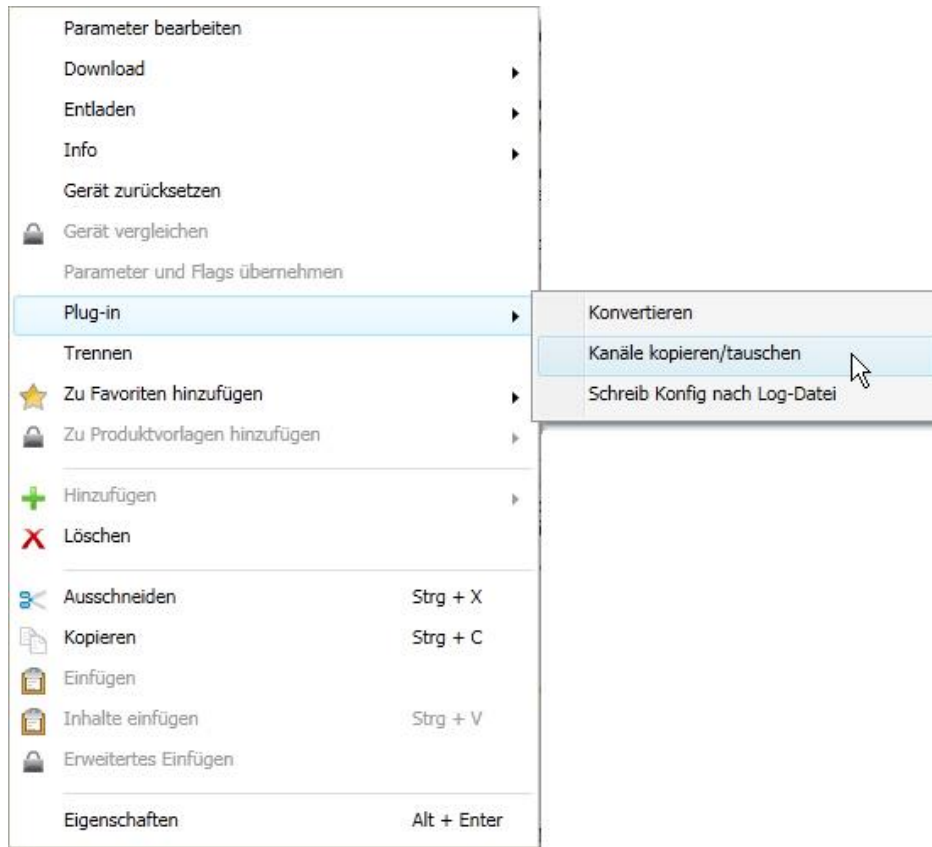 Parameter bearbeiten
Download
Entladen
Info
Gerät zurücksetzen
Gerät vergleichen
Parameter und Flags übernehmen
Plug-in
Trennen
Zu Favoriten hinzufügen
Zu Produktvorlagen hinzufügen
Hinzufügen
Löschen
Ausschneiden Strg + X
Kopieren Strg + C
Einfügen
Inhalte einfügen Strg + V
Erweitertes Einfügen
Eigenschaften Alt + Enter
Konvertieren
Kanäle kopieren/tauschen
Schreib Konfig nach Log-Datei